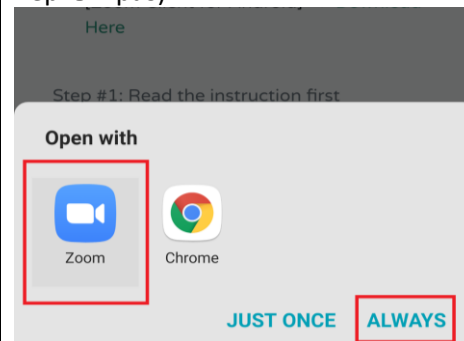 Here
Step #1: Read the instruction first
Open with
Zoom
Chrome
JUST ONCE
ALWAYS